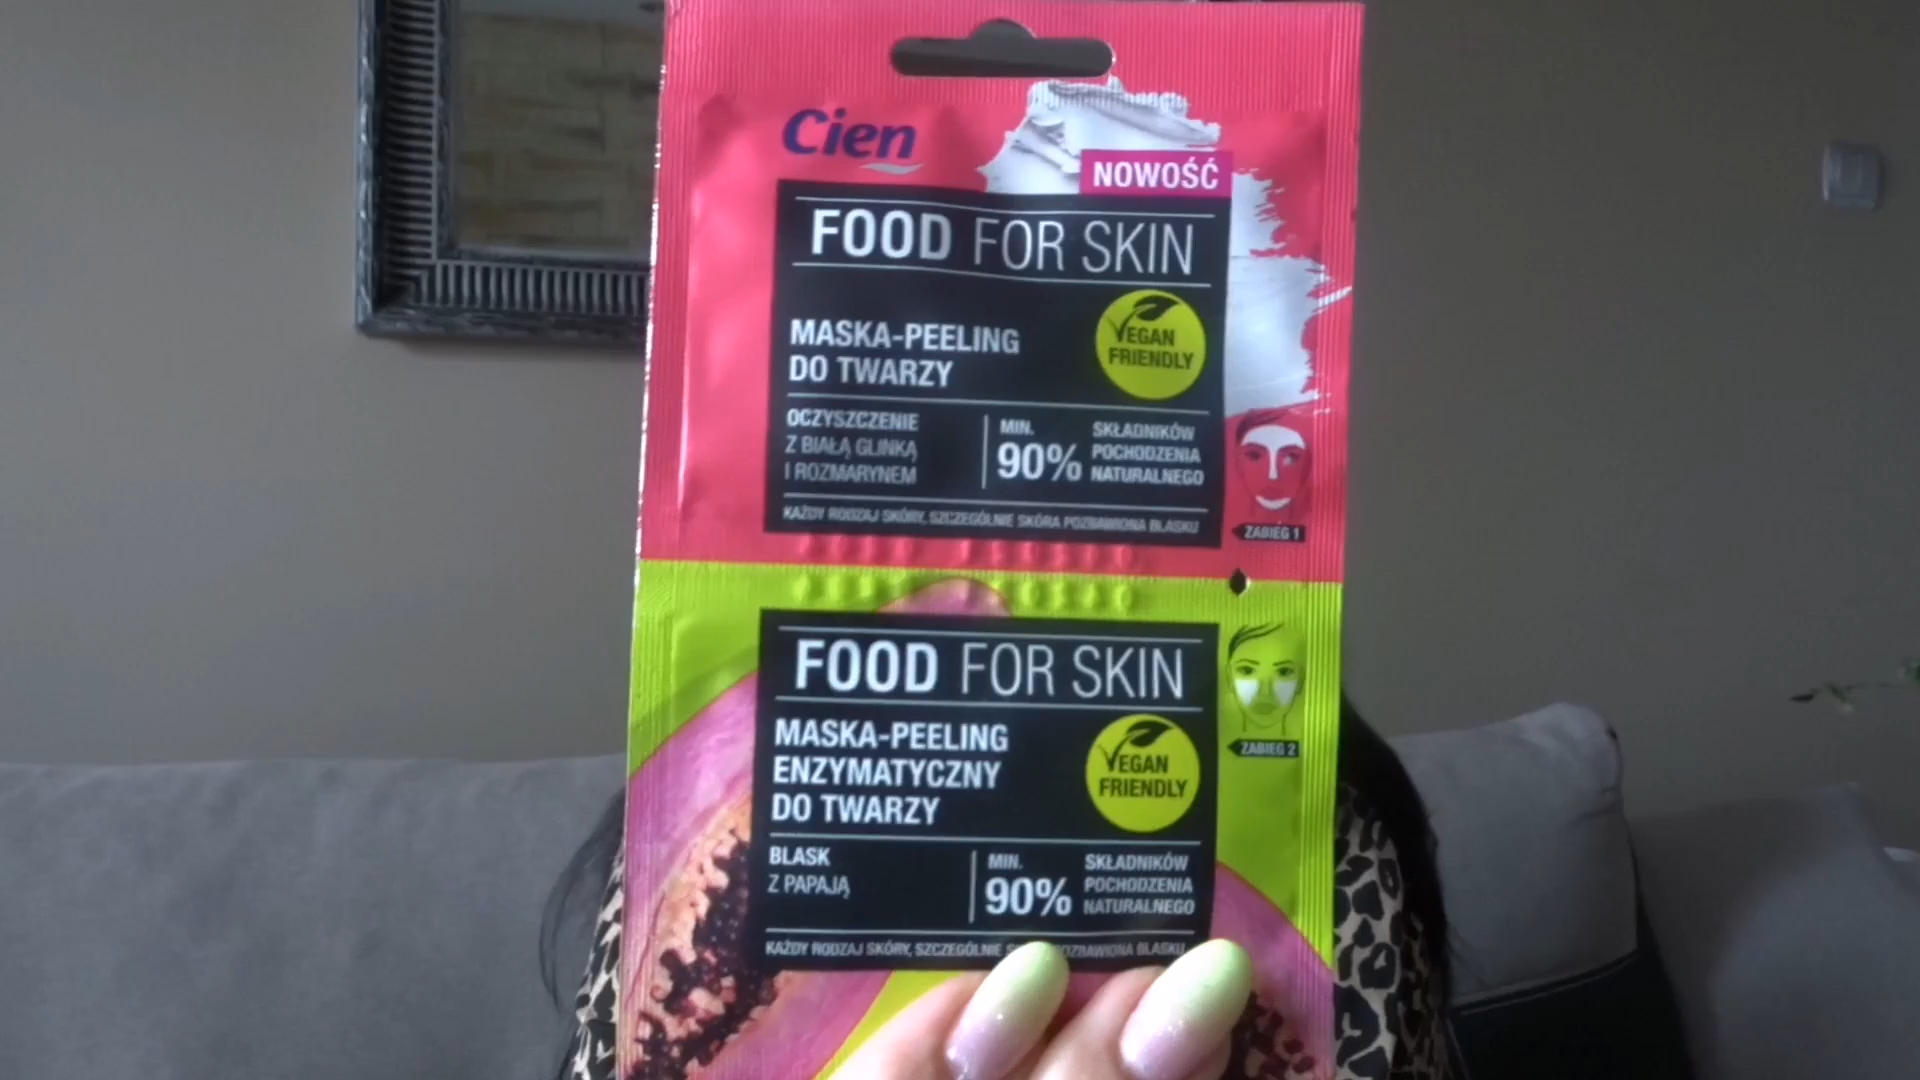 Cien
NOWOŚĆ
FOOD FOR SKIN
MASKA-PEELING
DO TWARZY
VEGAN
FRIENDLY
OCZYSZCZENIE
Z BIAŁĄ GLINKĄ
I ROZMARYNEM
MIN.
90%
SKŁADNIKÓW
POCHODZENIA
NATURALNEGO
KAŻDY RODZAJ SKÓRY, SZCZEGÓLNIE SKÓRA POZBAWIONA BLASKU
ZABIEG 1
FOOD FOR SKIN
MASKA-PEELING
ENZYMATYCZNY
DO TWARZY
VEGAN
FRIENDLY
ZABIEG 2
BLASK
Z PAPAJĄ
MIN.
90%
SKŁADNIKÓW
POCHODZENIA
NATURALNEGO
KAŻDY RODZAJ SKÓRY, SZCZEGÓLNIE BLASKU